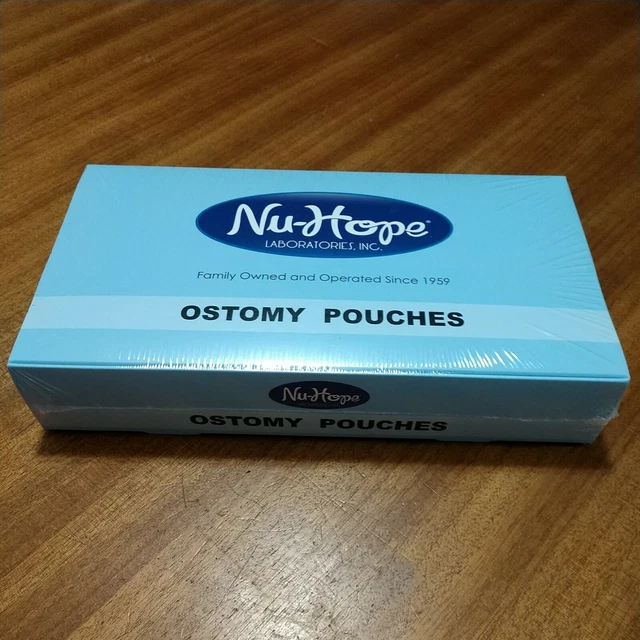 Nu-Hope®
LABORATORIES, INC.
Family Owned and Operated Since 1959
OSTOMY POUCHES
Nu-Hope
OSTOMY POUCHES